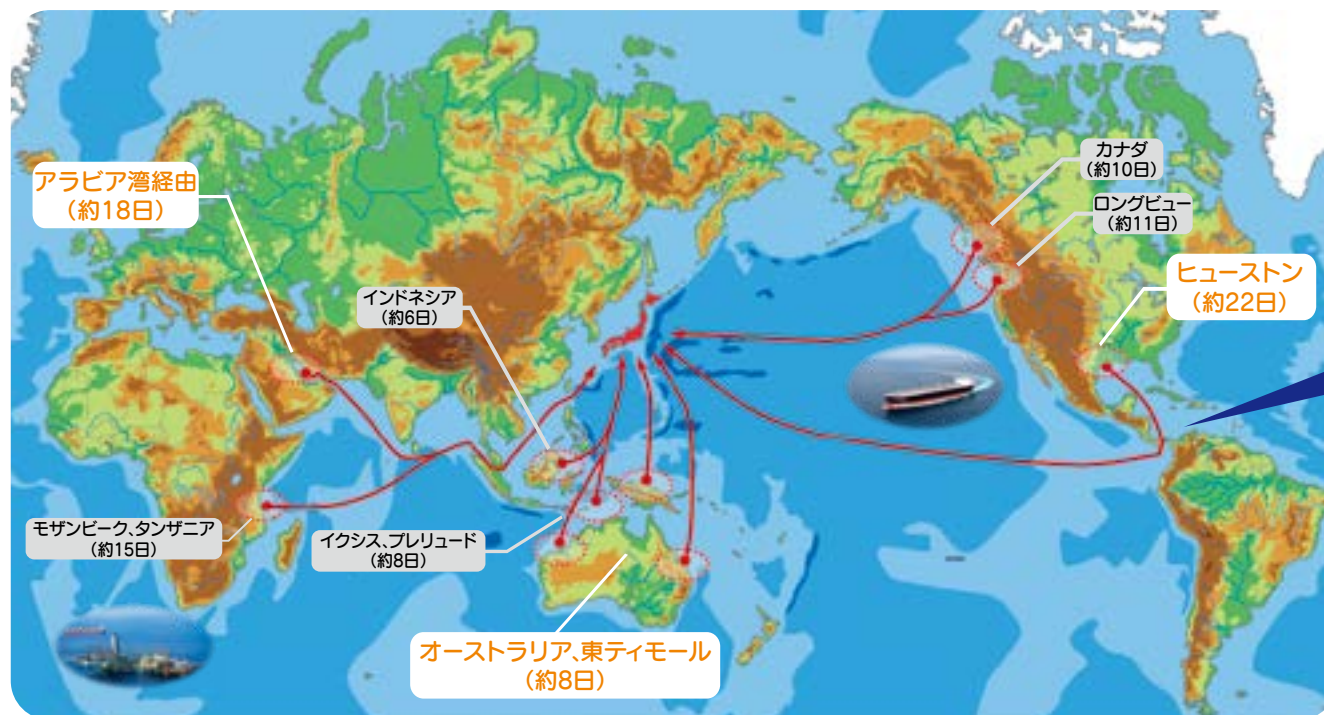 アラビア湾経由
(約18日)
カナダ
(約10日)
ロングビュー
(約11日)
ヒューストン
(約22日)
インドネシア
(約6日)
モザンビーク、タンザニア
(約15日)
イクシス、プレリュード
(約8日)
オーストラリア、東ティモール
(約8日)